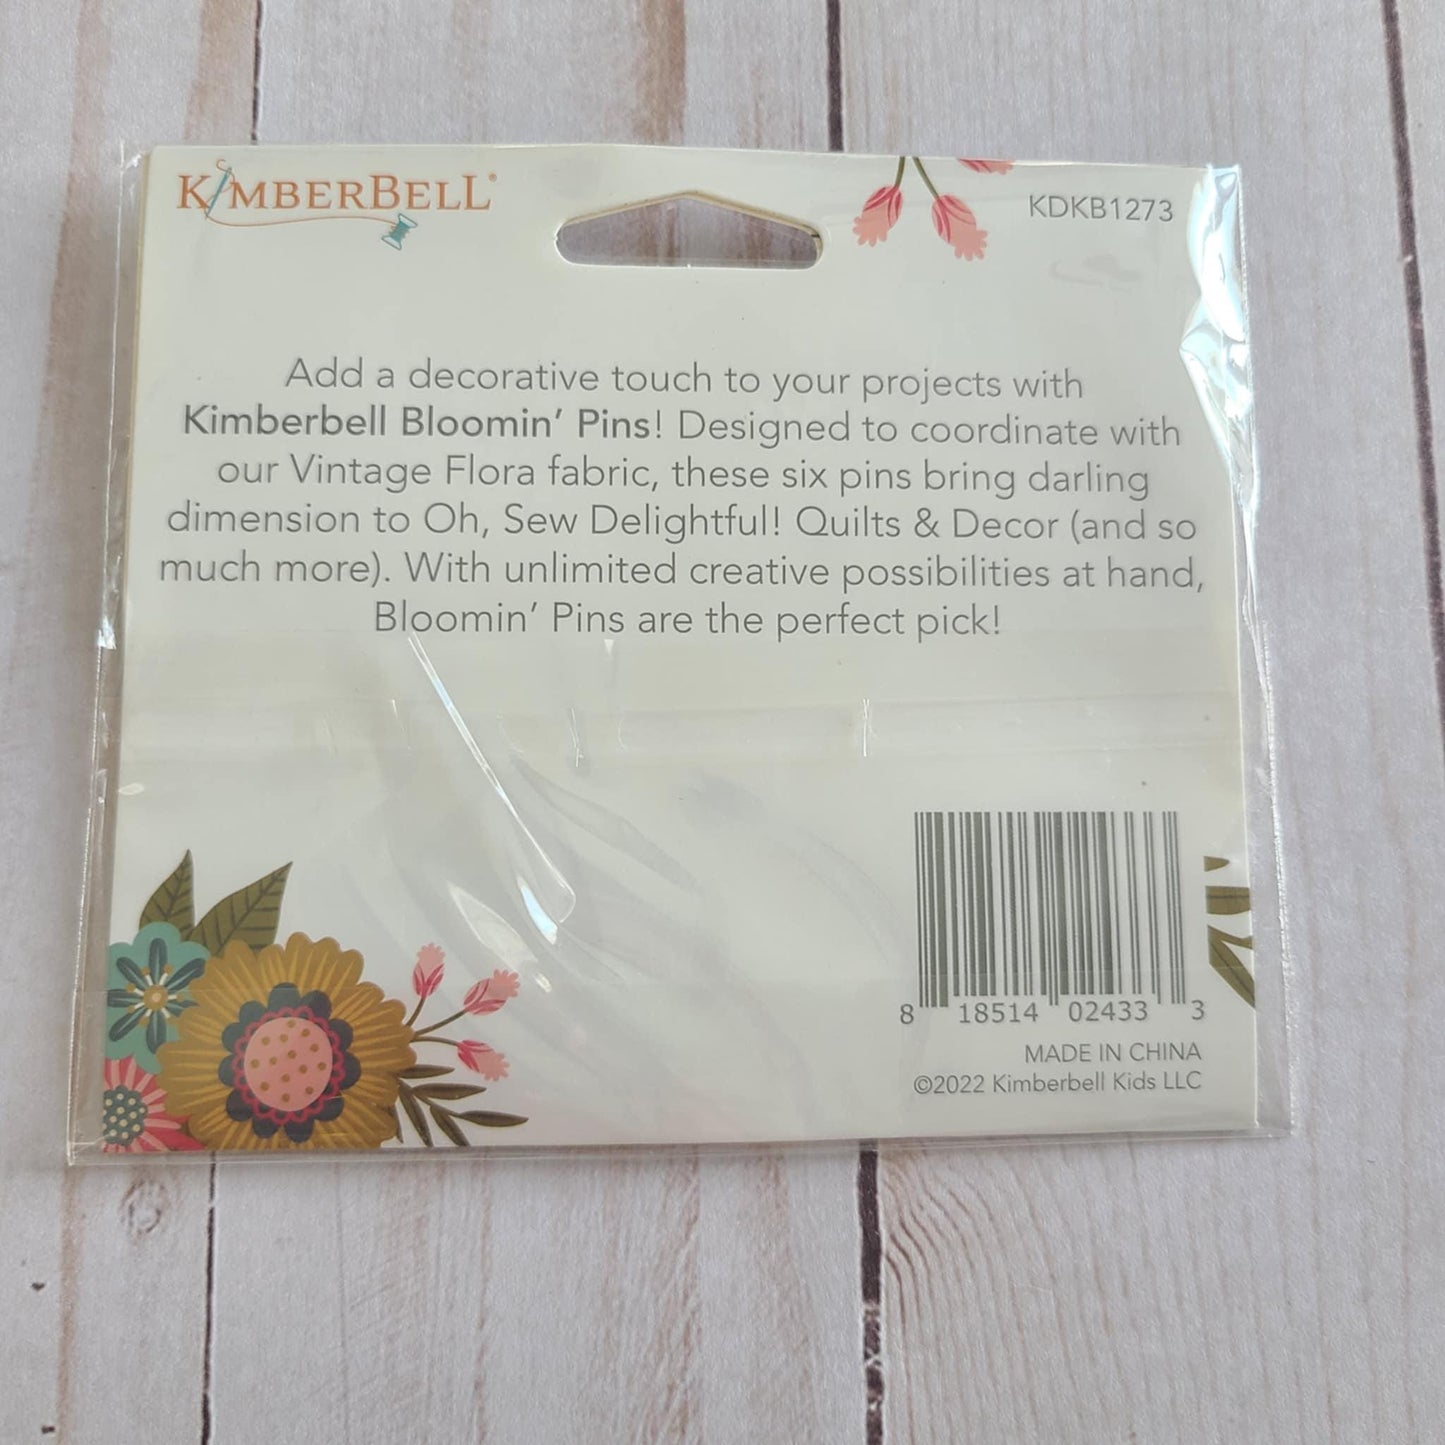 KIMBERBELL®
KDKB1273
Add a decorative touch to your projects with
Kimberbell Bloomin' Pins! Designed to coordinate with
our Vintage Flora fabric, these six pins bring darling
dimension to Oh, Sew Delightful! Quilts & Decor (and so
much more). With unlimited creative possibilities at hand,
Bloomin' Pins are the perfect pick!
8 18514 02433 3
MADE IN CHINA
©2022 Kimberbell Kids LLC